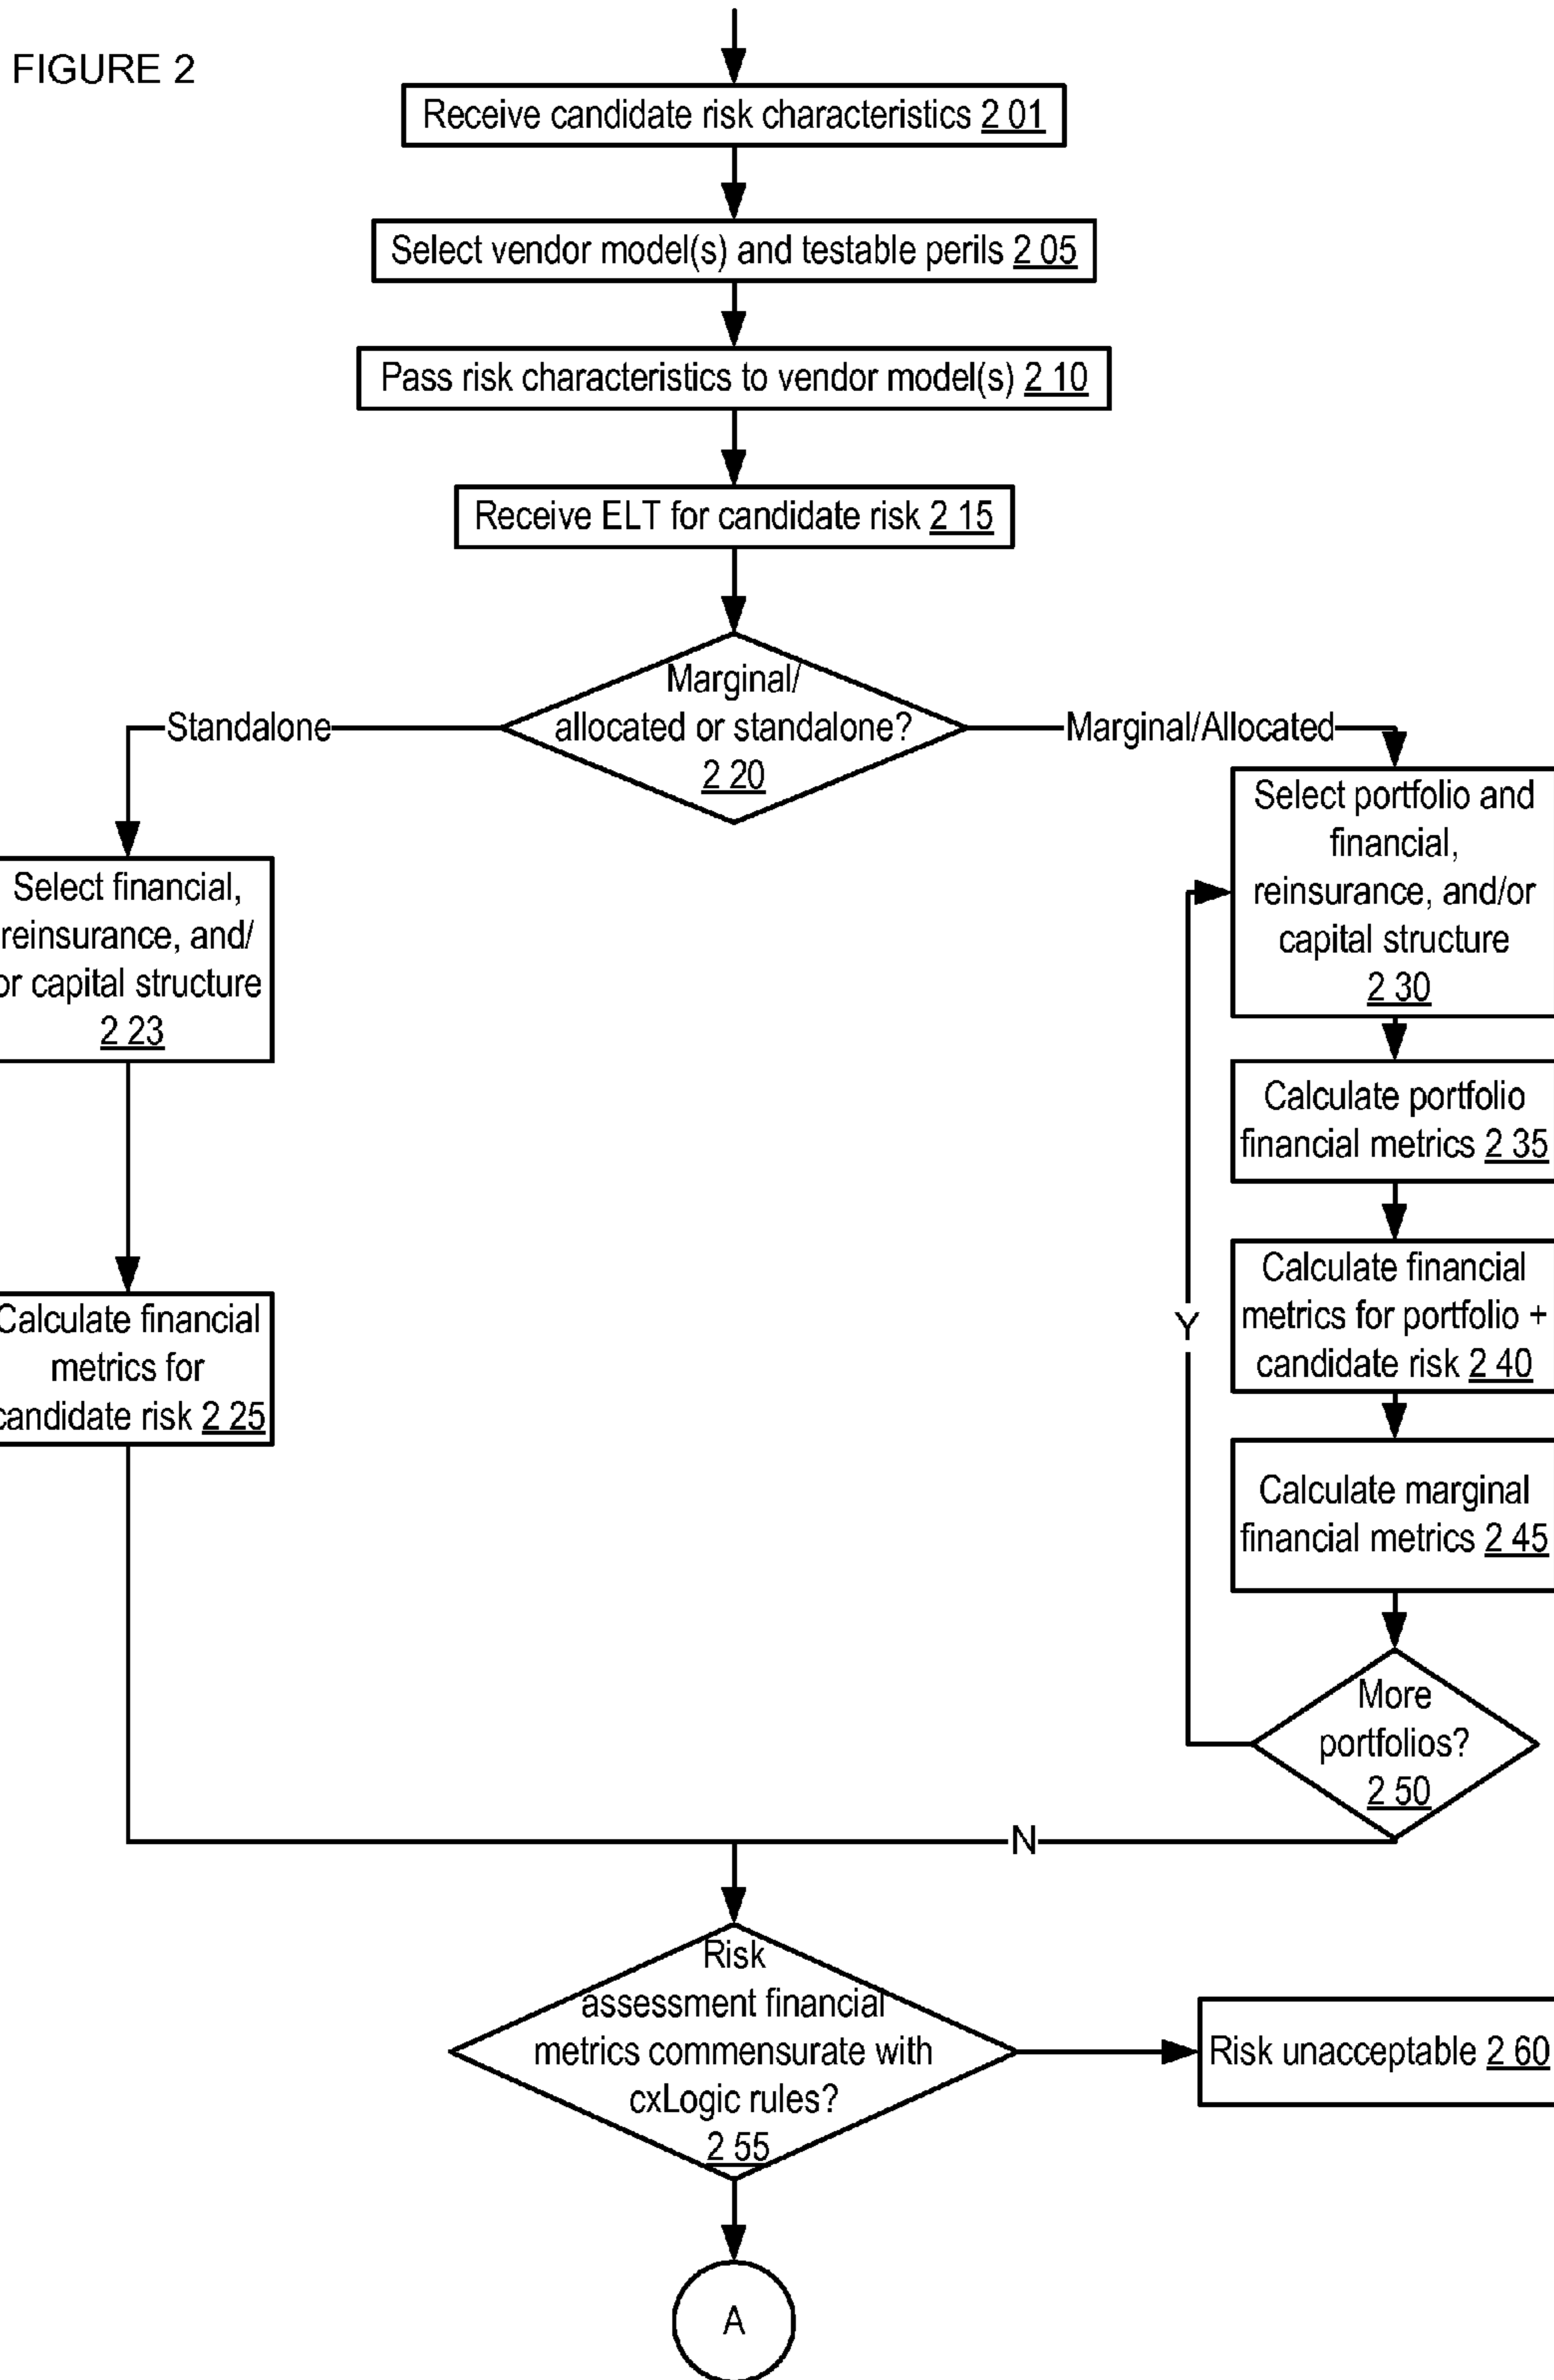 FIGURE 2
Receive candidate risk characteristics 2 01
Select vendor model(s) and testable perils 2 05
Pass risk characteristics to vendor model(s) 2 10
Receive ELT for candidate risk 2 15
Marginal/
allocated or standalone?
2 20
Standalone
Marginal/Allocated
Select financial,
reinsurance, and/
or capital structure
2 23
Calculate financial
metrics for
candidate risk 2 25
Select portfolio and
financial,
reinsurance, and/or
capital structure
2 30
Calculate portfolio
financial metrics 2 35
Calculate financial
metrics for portfolio +
candidate risk 2 40
Calculate marginal
financial metrics 2 45
More
portfolios?
2 50
Y
N
Risk
assessment financial
metrics commensurate with
cxLogic rules?
2 55
Risk unacceptable 2 60
A